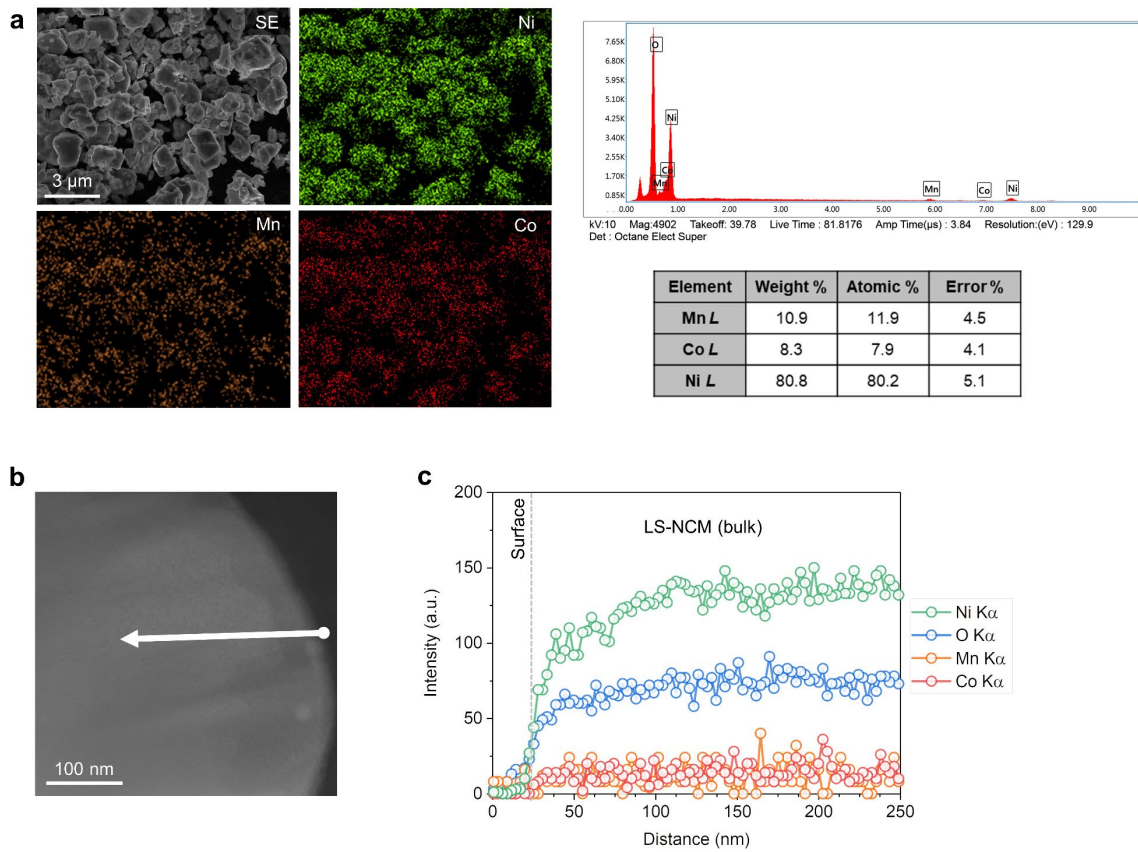 a
SE
3 μm
Ni
Mn
Co
7.65K
6.80K
5.95K
5.10K
4.25K
3.40K
2.55K
1.70K
0.85K
O
Ni
Co
Mn
Mn
Co
Ni
0.00 1.00 2.00 3.00 4.00 5.00 6.00 7.00 8.00 9.00
kV:10 Mag:4902 Takeoff: 39.78 Live Time : 81.8176 Amp Time(μs) : 3.84 Resolution:(eV) : 129.9
Det : Octane Elect Super
Element Weight % Atomic % Error %
Mn L 10.9 11.9 4.5
Co L 8.3 7.9 4.1
Ni L 80.8 80.2 5.1
b
100 nm
c
Intensity (a.u.)
200
150
100
50
0
Surface
LS-NCM (bulk)
0 50 100 150 200 250
Distance (nm)
Ni Kα
O Kα
Mn Kα
Co Kα